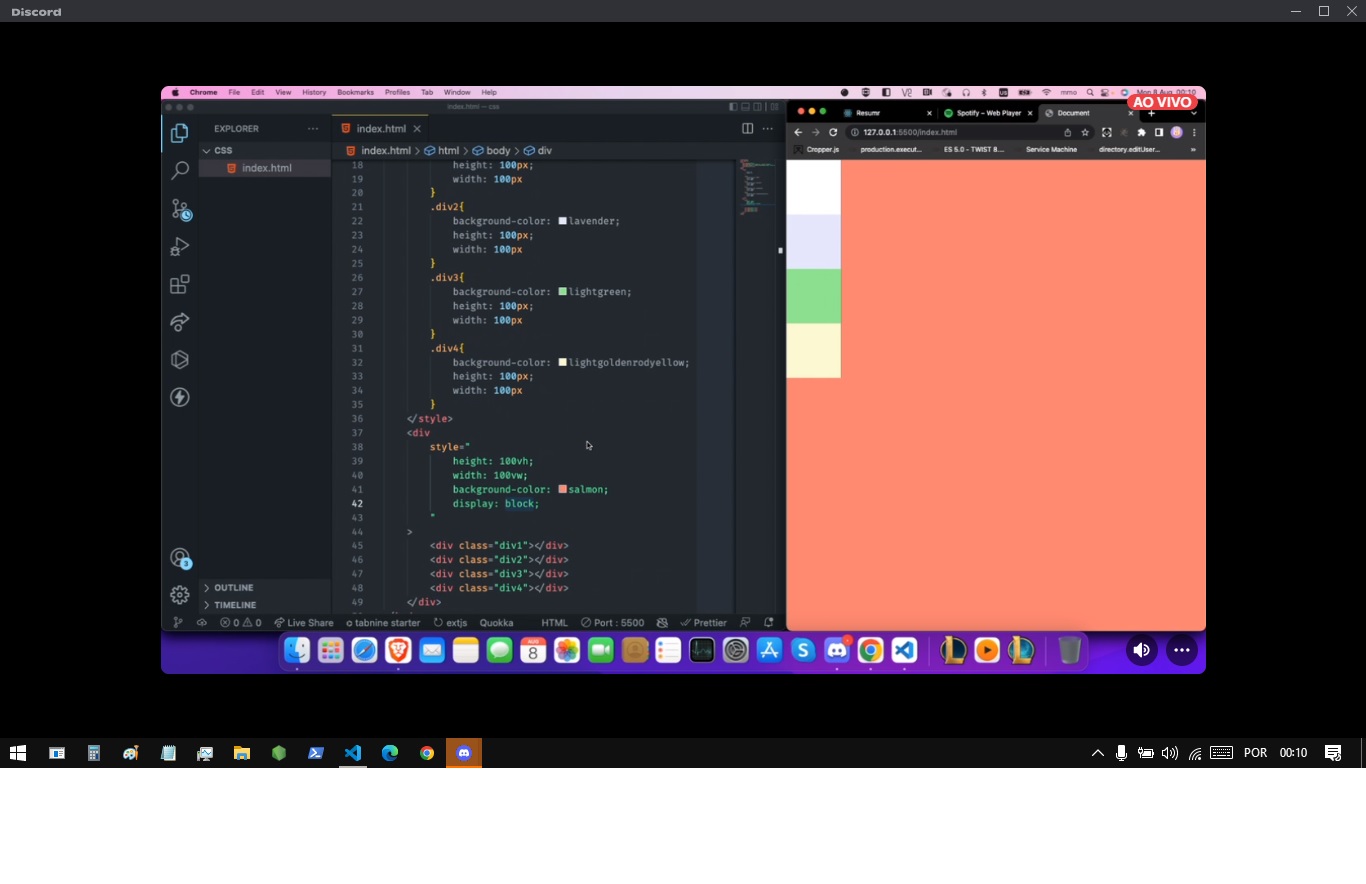 Discord
Chrome File Edit View History Bookmarks Profiles Tab Window Help
Mon 8 Aug 00:10
AO VIVO
index.html — css
Resumr
Spotify – Web Player
Document
127.0.0.1:5500/index.html
Cropper.js
production.execut...
ES 5.0 - TWIST 8....
Service Machine
directory.editUser...
EXPLORER
CSS
index.html
OUTLINE
TIMELINE
index.html
index.html > html > body > div
18 height: 100px;
19 width: 100px
20 }
21 .div2{
22 background-color: lavender;
23 height: 100px;
24 width: 100px
25 }
26 .div3{
27 background-color: lightgreen;
28 height: 100px;
29 width: 100px
30 }
31 .div4{
32 background-color: lightgoldenrodyellow;
33 height: 100px;
34 width: 100px
35 }
36 </style>
37 <div
38 style="
39 height: 100vh;
40 width: 100vw;
41 background-color: salmon;
42 display: block;
43 "
44 >
45 <div class="div1"></div>
46 <div class="div2"></div>
47 <div class="div3"></div>
48 <div class="div4"></div>
49 </div>
3
0 0 Live Share tabnine starter extjs Quokka HTML Port : 5500 Prettier
AUG
8
POR 00:10